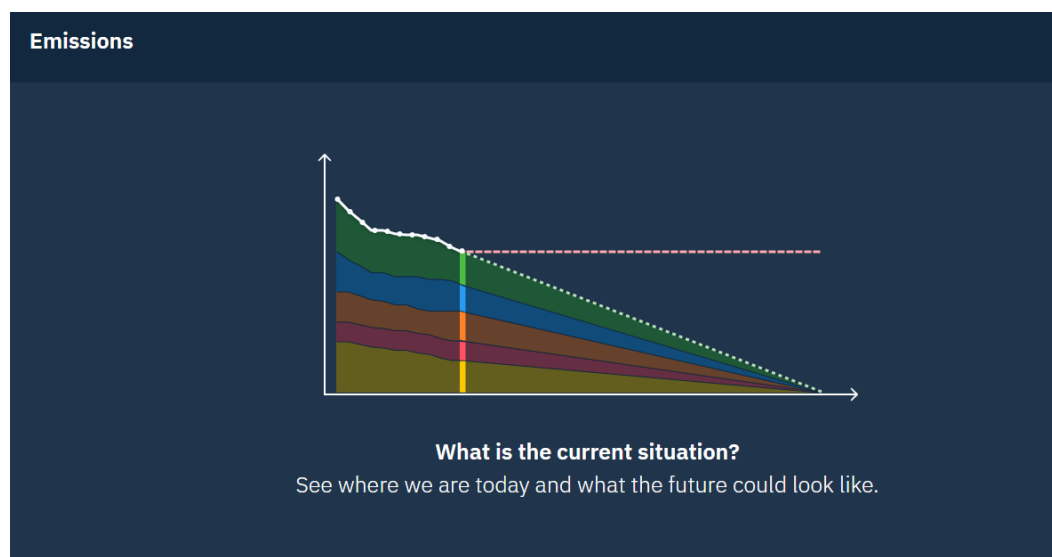 Emissions
What is the current situation?
See where we are today and what the future could look like.